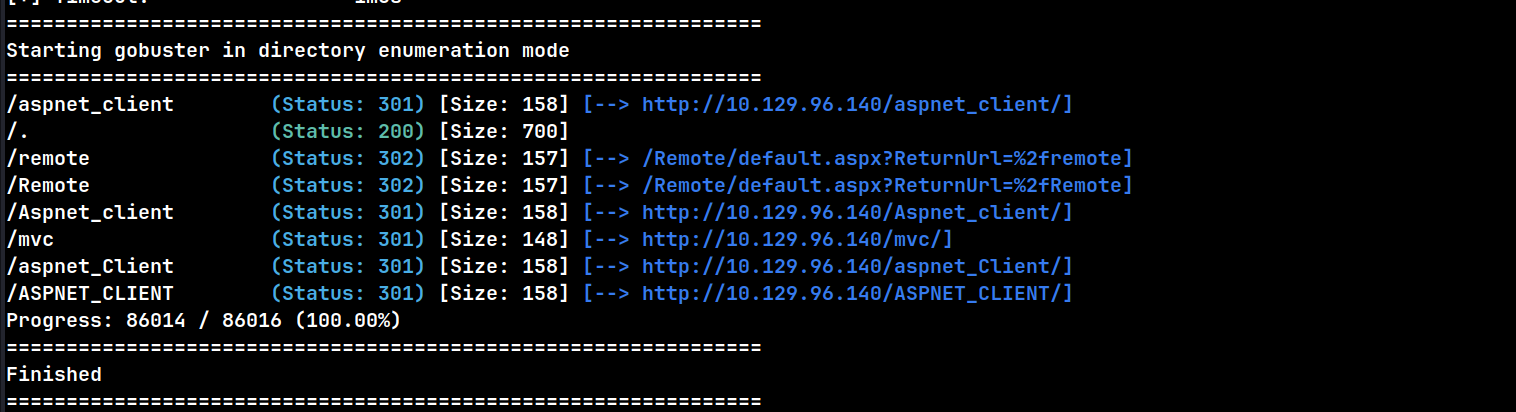 [+] Timeout: 10s
===============================================================
Starting gobuster in directory enumeration mode
===============================================================
/aspnet_client        (Status: 301) [Size: 158] [--> http://10.129.96.140/aspnet_client/]
/.                    (Status: 200) [Size: 700]
/remote               (Status: 302) [Size: 157] [--> /Remote/default.aspx?ReturnUrl=%2fremote]
/Remote               (Status: 302) [Size: 157] [--> /Remote/default.aspx?ReturnUrl=%2fRemote]
/Aspnet_client        (Status: 301) [Size: 158] [--> http://10.129.96.140/Aspnet_client/]
/mvc                  (Status: 301) [Size: 148] [--> http://10.129.96.140/mvc/]
/aspnet_Client        (Status: 301) [Size: 158] [--> http://10.129.96.140/aspnet_Client/]
/ASPNET_CLIENT        (Status: 301) [Size: 158] [--> http://10.129.96.140/ASPNET_CLIENT/]
Progress: 86014 / 86016 (100.00%)
===============================================================
Finished
===============================================================